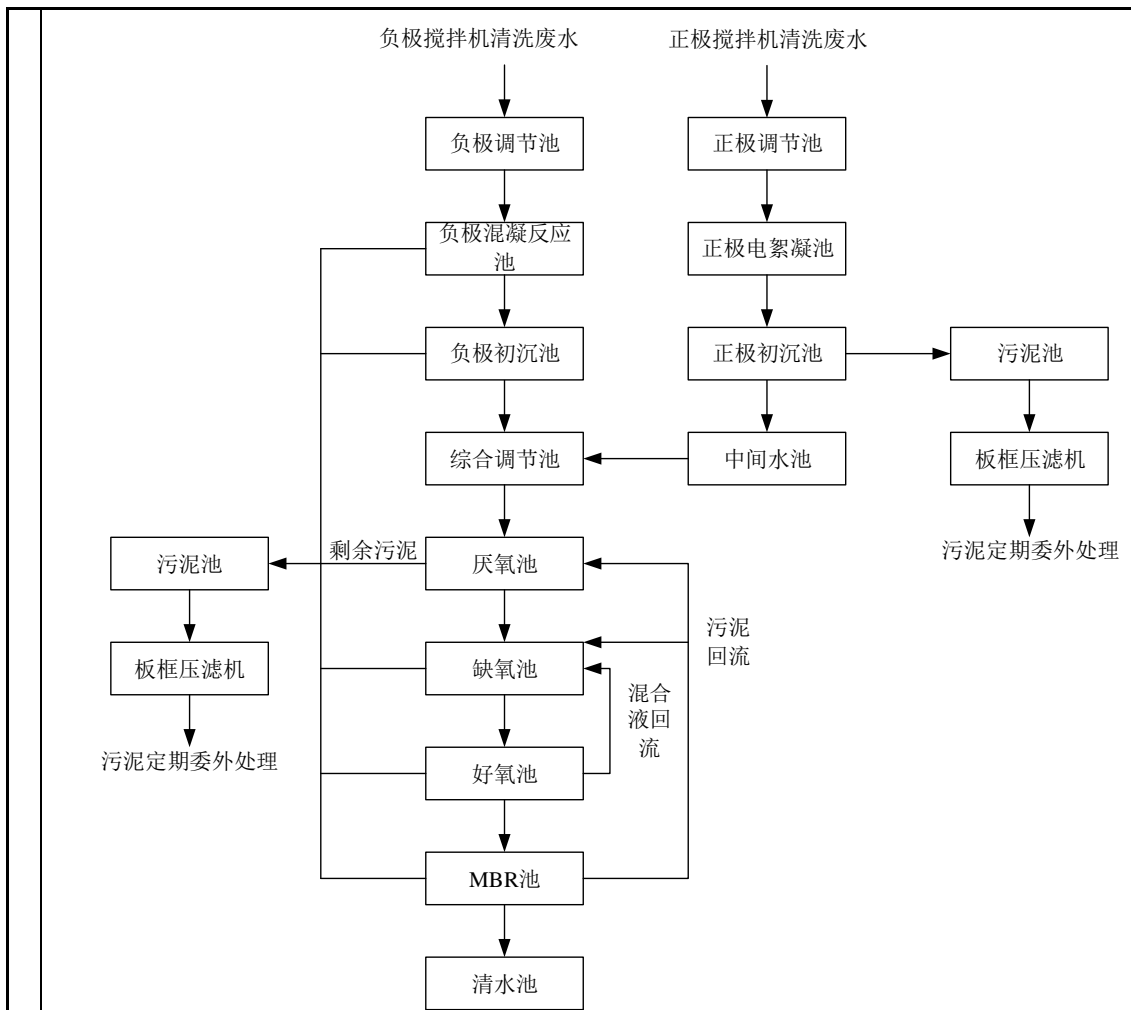 负极搅拌机清洗废水
正极搅拌机清洗废水
负极调节池
正极调节池
负极混凝反应
池
正极电絮凝池
负极初沉池
正极初沉池
污泥池
综合调节池
中间水池
板框压滤机
污泥定期委外处理
剩余污泥
污泥池
厌氧池
污泥
回流
板框压滤机
缺氧池
混合
液回
流
污泥定期委外处理
好氧池
MBR池
清水池